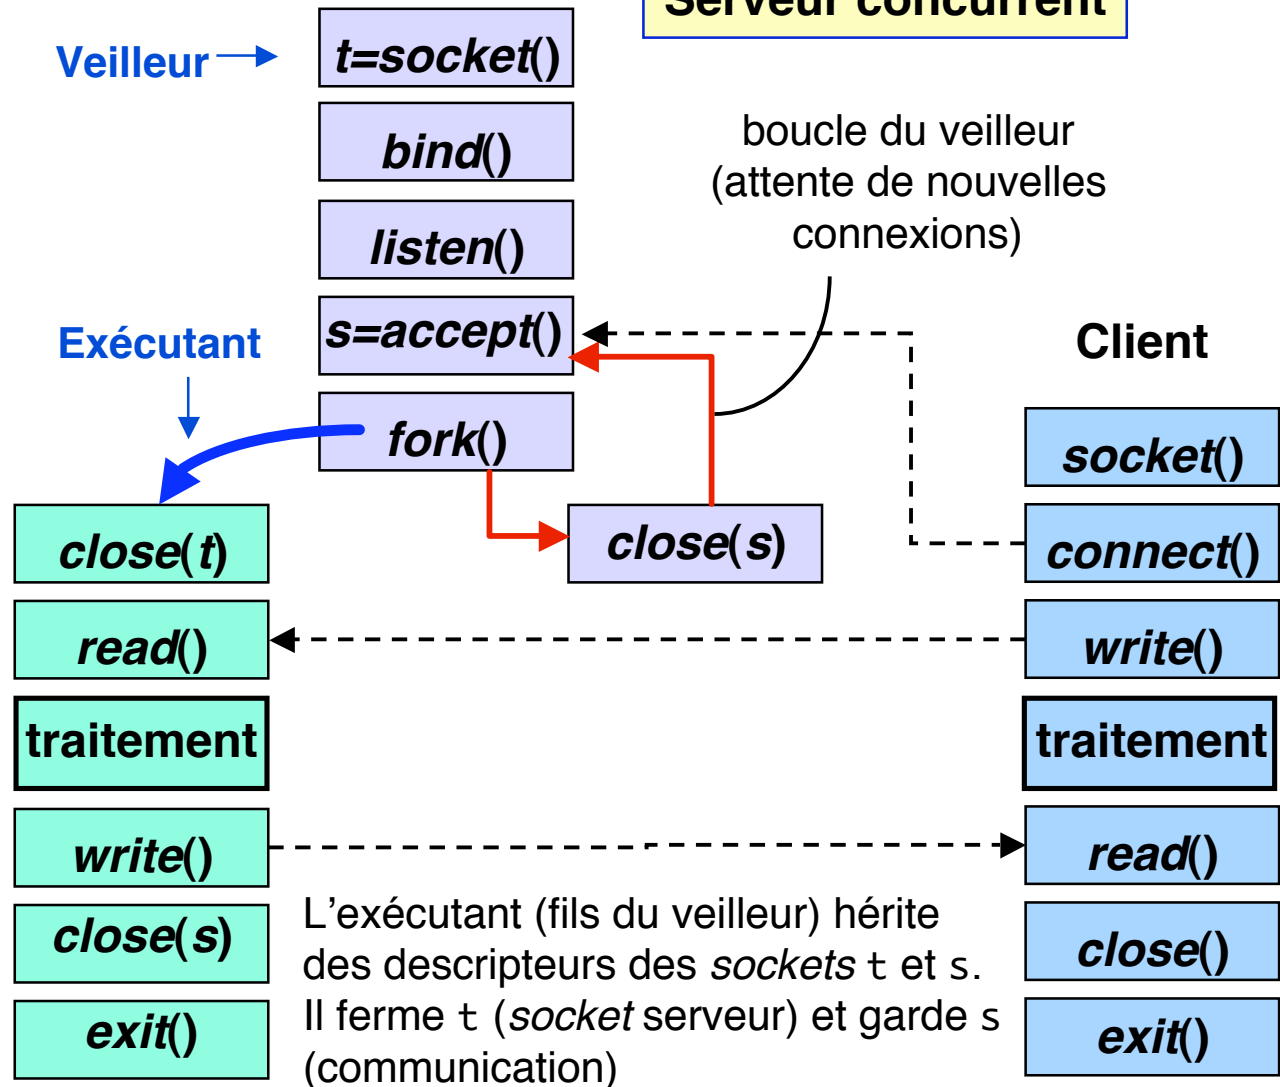 Serveur concurrent
Veilleur
t=socket()
bind()
listen()
s=accept()
fork()
close(s)
boucle du veilleur
(attente de nouvelles
connexions)
Exécutant
close(t)
read()
traitement
write()
close(s)
exit()
Client
socket()
connect()
write()
traitement
read()
close()
exit()
L'exécutant (fils du veilleur) hérite
des descripteurs des sockets t et s.
Il ferme t (socket serveur) et garde s
(communication)